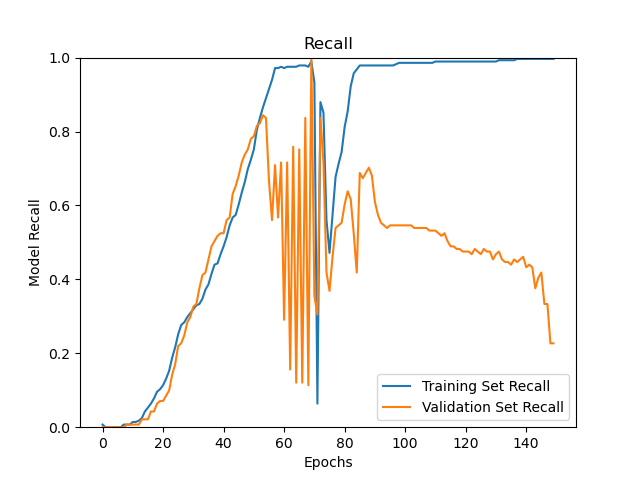 Recall
1.0
0.8
0.6
0.4
0.2
0.0
Model Recall
0 20 40 60 80 100 120 140
Epochs
Training Set Recall
Validation Set Recall